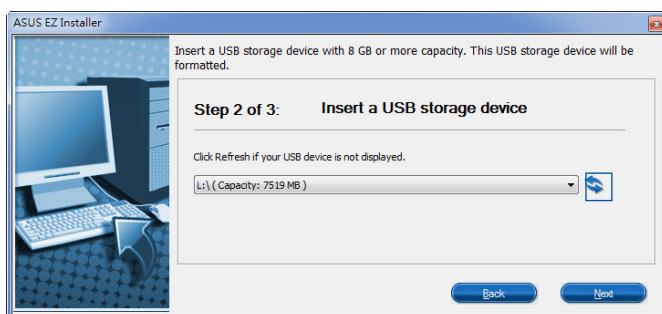 ASUS EZ Installer
Insert a USB storage device with 8 GB or more capacity. This USB storage device will be
formatted.
Step 2 of 3: Insert a USB storage device
Click Refresh if your USB device is not displayed.
L:\ ( Capacity: 7519 MB )
Back Next